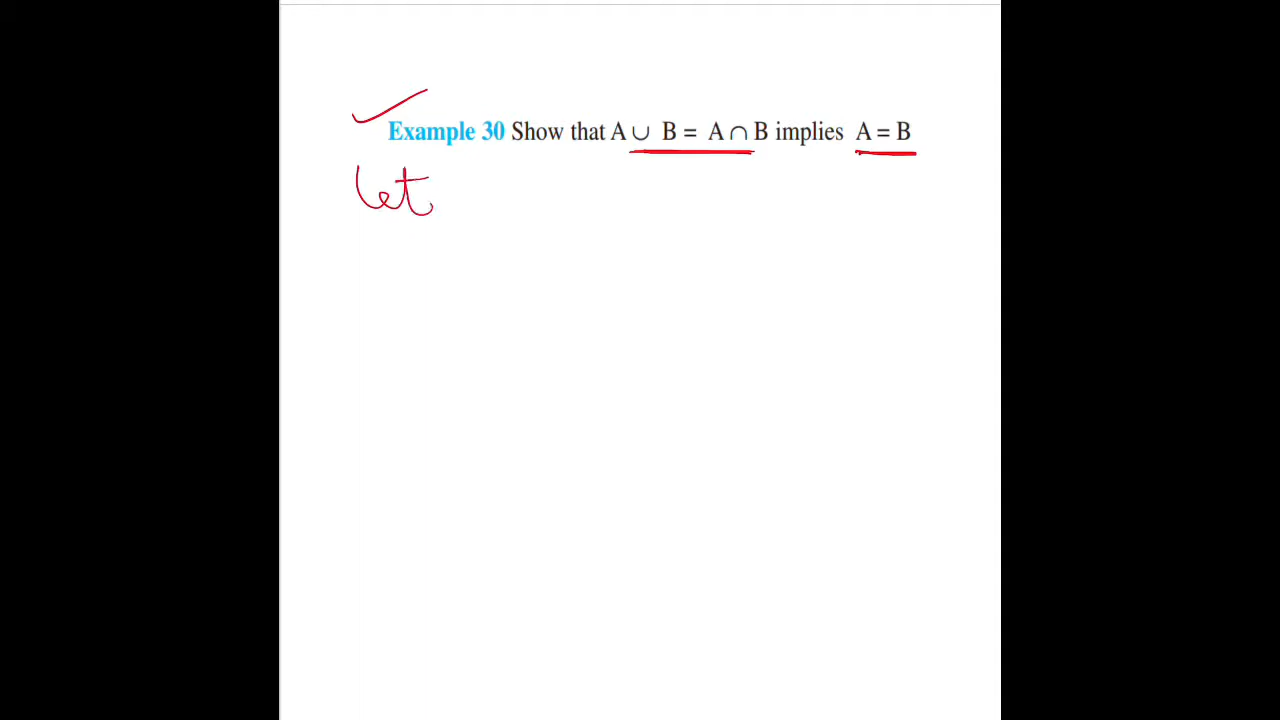 Example 30 Show that A ∪ B = A ∩ B implies A = B
let